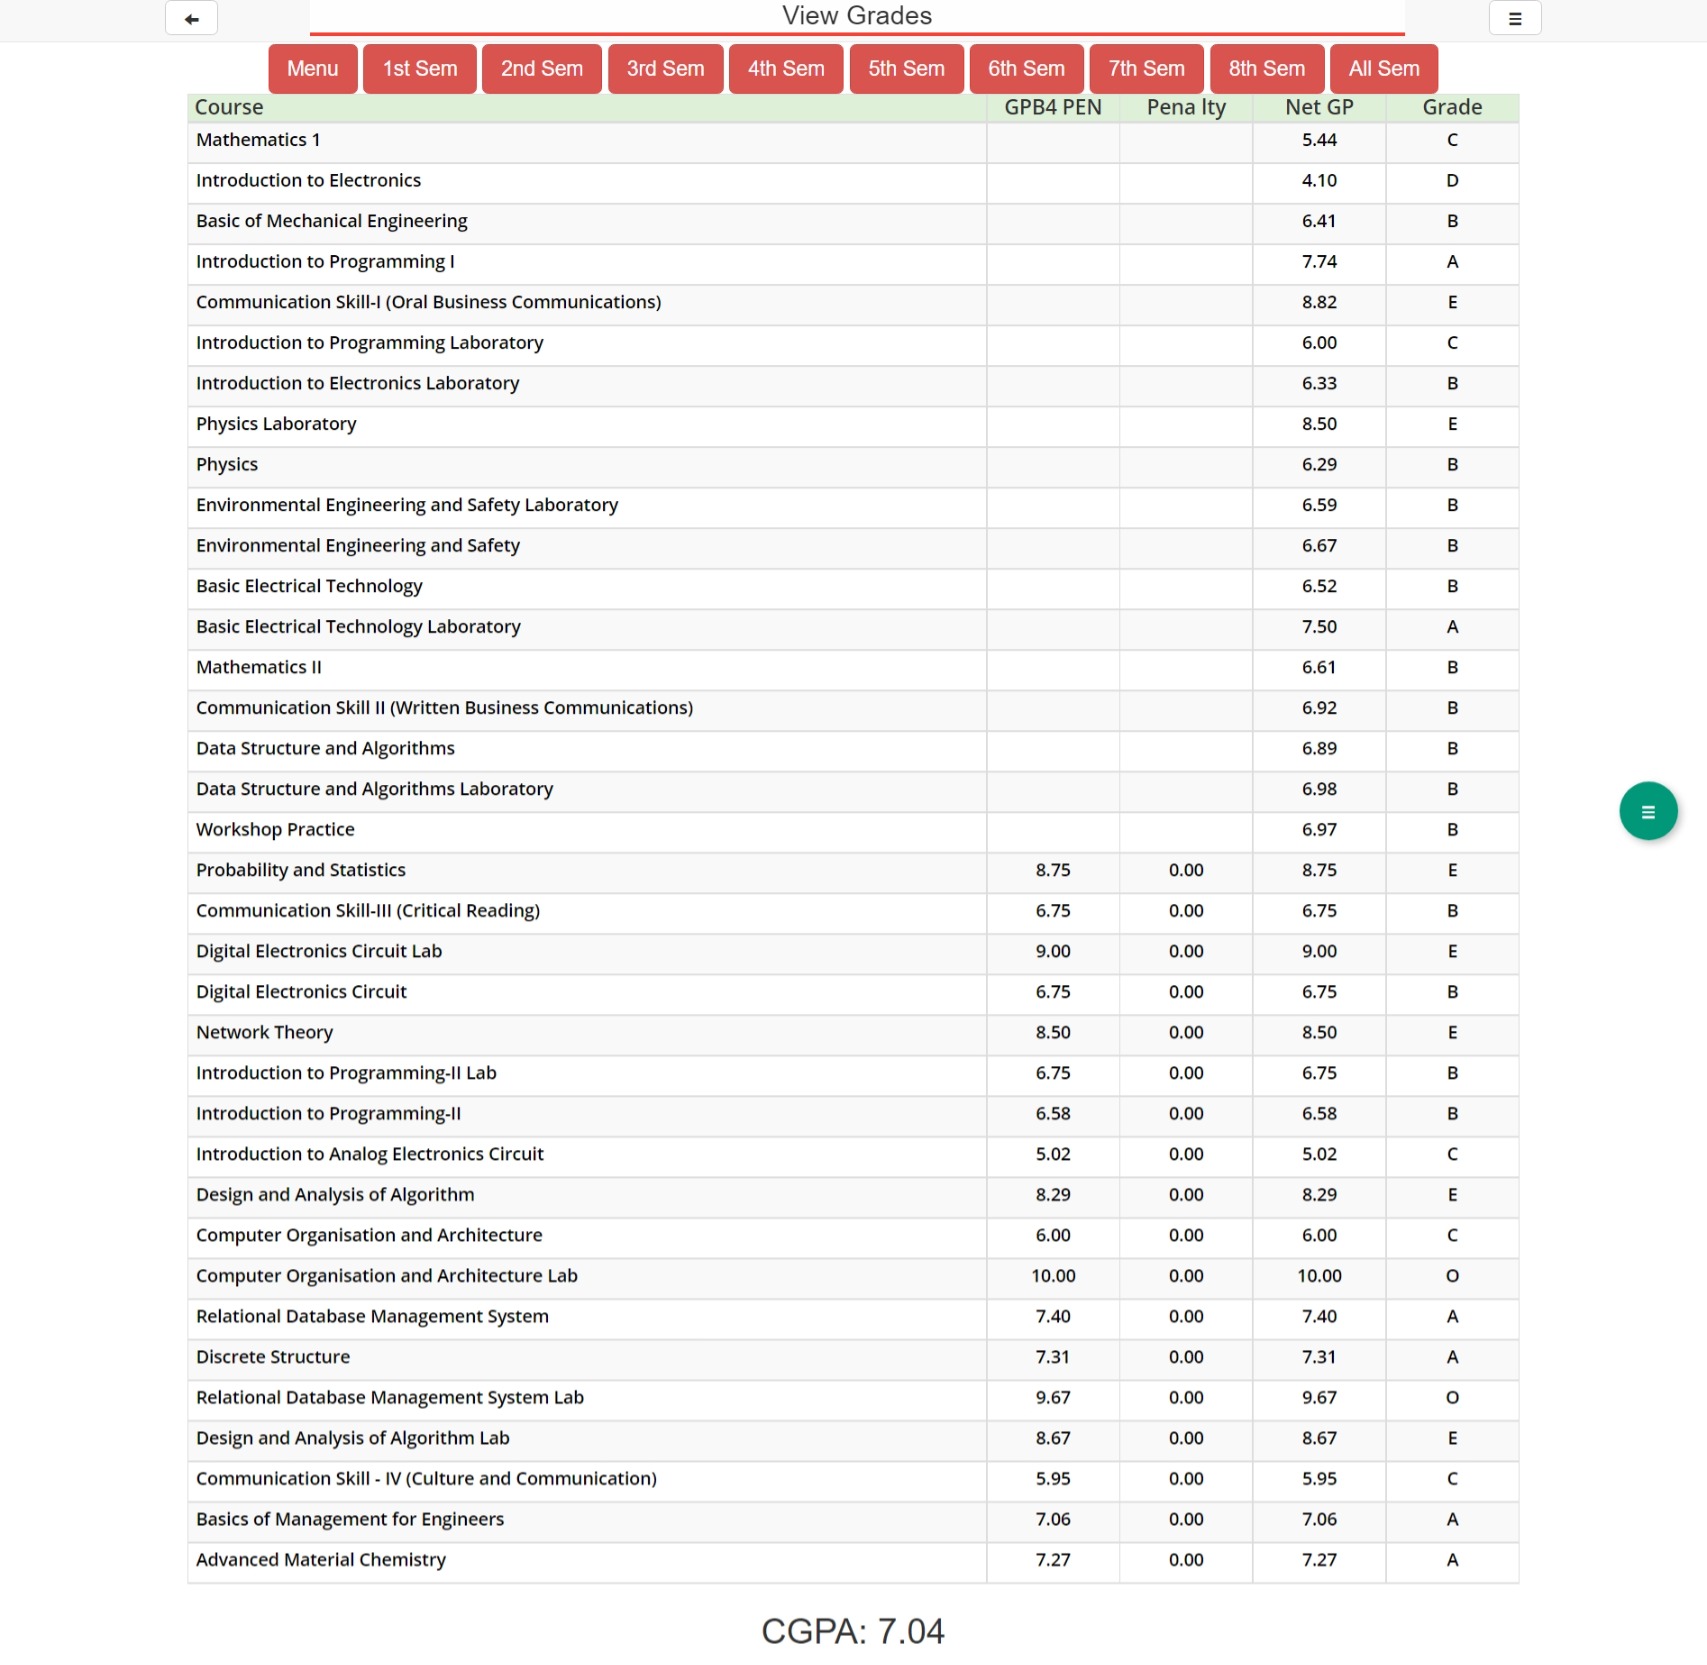 View Grades
Menu 1st Sem 2nd Sem 3rd Sem 4th Sem 5th Sem 6th Sem 7th Sem 8th Sem All Sem
Course GPB4 PEN Pena lty Net GP Grade
Mathematics 1 5.44 C
Introduction to Electronics 4.10 D
Basic of Mechanical Engineering 6.41 B
Introduction to Programming I 7.74 A
Communication Skill-I (Oral Business Communications) 8.82 E
Introduction to Programming Laboratory 6.00 C
Introduction to Electronics Laboratory 6.33 B
Physics Laboratory 8.50 E
Physics 6.29 B
Environmental Engineering and Safety Laboratory 6.59 B
Environmental Engineering and Safety 6.67 B
Basic Electrical Technology 6.52 B
Basic Electrical Technology Laboratory 7.50 A
Mathematics II 6.61 B
Communication Skill II (Written Business Communications) 6.92 B
Data Structure and Algorithms 6.89 B
Data Structure and Algorithms Laboratory 6.98 B
Workshop Practice 6.97 B
Probability and Statistics 8.75 0.00 8.75 E
Communication Skill-III (Critical Reading) 6.75 0.00 6.75 B
Digital Electronics Circuit Lab 9.00 0.00 9.00 E
Digital Electronics Circuit 6.75 0.00 6.75 B
Network Theory 8.50 0.00 8.50 E
Introduction to Programming-II Lab 6.75 0.00 6.75 B
Introduction to Programming-II 6.58 0.00 6.58 B
Introduction to Analog Electronics Circuit 5.02 0.00 5.02 C
Design and Analysis of Algorithm 8.29 0.00 8.29 E
Computer Organisation and Architecture 6.00 0.00 6.00 C
Computer Organisation and Architecture Lab 10.00 0.00 10.00 O
Relational Database Management System 7.40 0.00 7.40 A
Discrete Structure 7.31 0.00 7.31 A
Relational Database Management System Lab 9.67 0.00 9.67 O
Design and Analysis of Algorithm Lab 8.67 0.00 8.67 E
Communication Skill - IV (Culture and Communication) 5.95 0.00 5.95 C
Basics of Management for Engineers 7.06 0.00 7.06 A
Advanced Material Chemistry 7.27 0.00 7.27 A
CGPA: 7.04